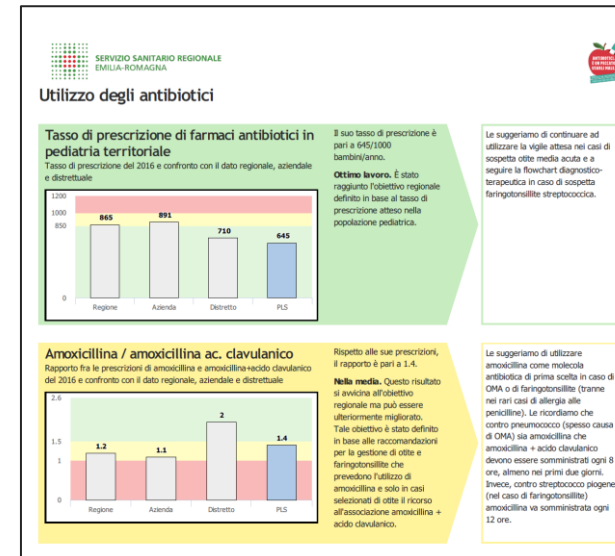 SERVIZIO SANITARIO REGIONALE
EMILIA-ROMAGNA
Utilizzo degli antibiotici
Tasso di prescrizione di farmaci antibiotici in
pediatria territoriale
Tasso di prescrizione del 2016 e confronto con il dato regionale, aziendale
e distrettuale
1200
1000
850
0
865
891
710
645
Regione
Azienda
Distretto
PLS
Il suo tasso di prescrizione è
pari a 645/1000
bambini/anno.
Ottimo lavoro. È stato
raggiunto l'obiettivo regionale
definito in base al tasso di
prescrizione atteso nella
popolazione pediatrica.
Le suggeriamo di continuare ad
utilizzare la vigile attesa nei casi di
sospetta otite media acuta e a
seguire la flowchart diagnostico-
terapeutica in caso di sospetta
faringotonsillite streptococcica.
Amoxicillina / amoxicillina ac. clavulanico
Rapporto fra le prescrizioni di amoxicillina e amoxicillina+acido clavulanico
del 2016 e confronto con il dato regionale, aziendale e distrettuale
2.6
1.5
1
0
1.2
1.1
2
1.4
Regione
Azienda
Distretto
PLS
Rispetto alle sue prescrizioni,
il rapporto è pari a 1.4.
Nella media. Questo risultato
si avvicina all'obiettivo
regionale ma può essere
ulteriormente migliorato.
Tale obiettivo è stato definito
in base alle raccomandazioni
per la gestione di otite e
faringotonsillite che
prevedono l'utilizzo di
amoxicillina e solo in casi
selezionati di otite il ricorso
all'associazione amoxicillina +
acido clavulanico.
Le suggeriamo di utilizzare
amoxicillina come molecola
antibiotica di prima scelta in caso di
OMA o di faringotonsillite (tranne
nei rari casi di allergia alle
penicilline). Le ricordiamo che
contro pneumococco (spesso causa
di OMA) sia amoxicillina che
amoxicillina + acido clavulanico
devono essere somministrati ogni 8
ore, almeno nei primi due giorni.
Invece, contro streptococco piogene
(nel caso di faringotonsillite)
amoxicillina va somministrata ogni
12 ore.